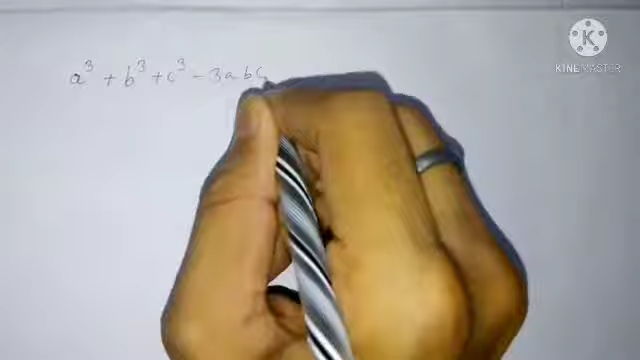 a³ + b³ + c³ - 3abc
KINEMASTER